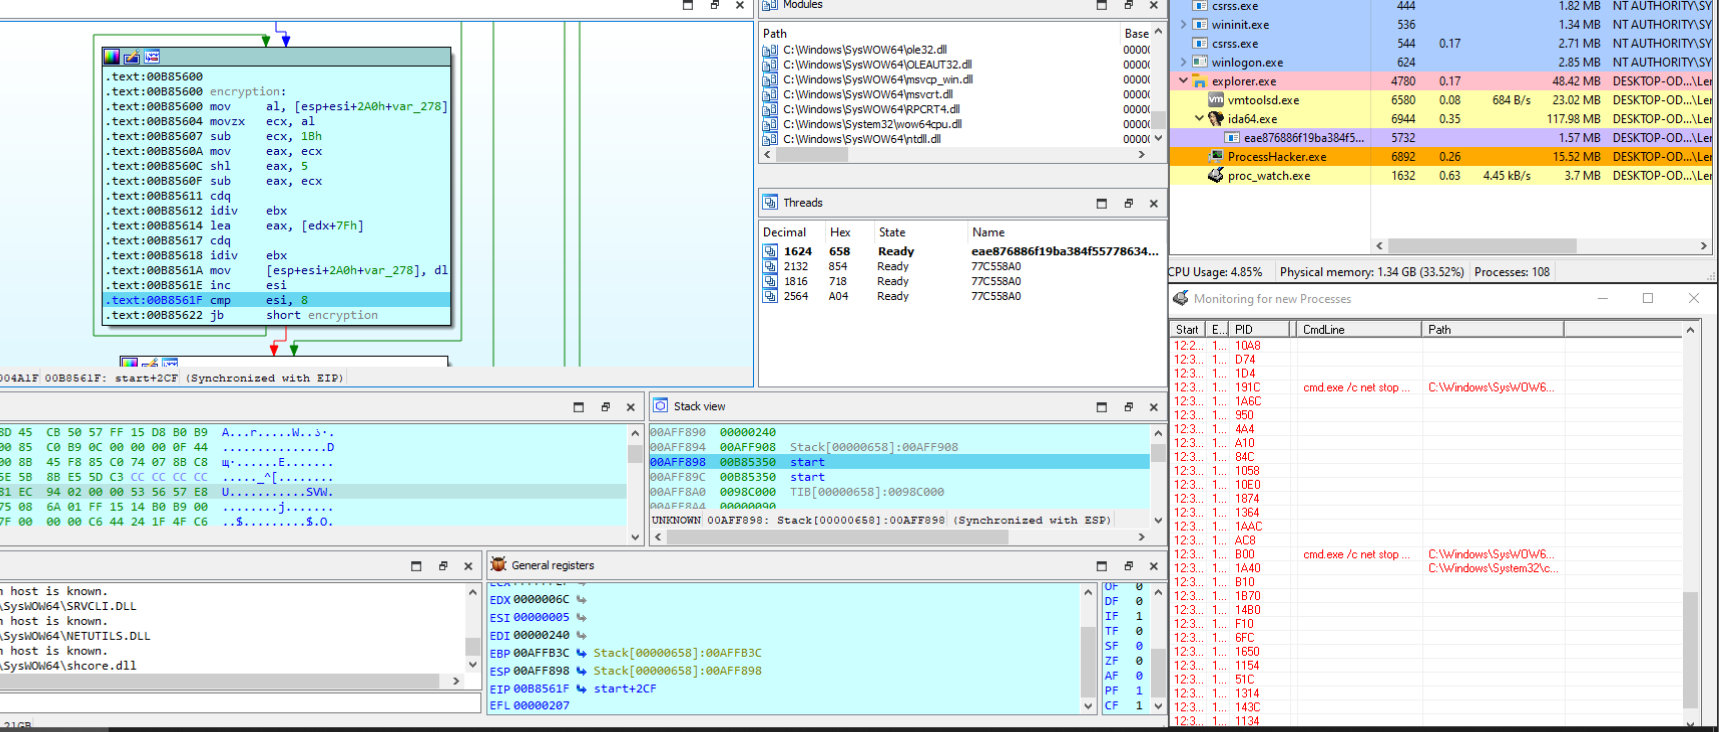 .text:00B85600
.text:00B85600 encryption:
.text:00B85600 mov al, [esp+esi+2A0h+var_278]
.text:00B85604 movzx ecx, al
.text:00B85607 sub ecx, 1Bh
.text:00B8560A mov eax, ecx
.text:00B8560C shl eax, 5
.text:00B8560F sub eax, ecx
.text:00B85611 cdq
.text:00B85612 idiv ebx
.text:00B85614 lea eax, [edx+7Fh]
.text:00B85617 cdq
.text:00B85618 idiv ebx
.text:00B8561A mov [esp+esi+2A0h+var_278], dl
.text:00B8561E inc esi
.text:00B8561F cmp esi, 8
.text:00B85622 jb short encryption
004A1F 00B8561F: start+2CF (Synchronized with EIP)
Modules
Path Base
C:\Windows\SysWOW64\ole32.dll 0000
C:\Windows\SysWOW64\OLEAUT32.dll 0000
C:\Windows\SysWOW64\msvcp_win.dll 0000
C:\Windows\SysWOW64\msvcrt.dll 0000
C:\Windows\SysWOW64\RPCRT4.dll 0000
C:\Windows\System32\wow64cpu.dll 0000
C:\Windows\SysWOW64\ntdll.dll 0000
Threads
Decimal Hex State Name
1624 658 Ready eae876886f19ba384f55778634...
2132 854 Ready 77C558A0
1816 718 Ready 77C558A0
2564 A04 Ready 77C558A0
csrss.exe 444 1.82 MB NT AUTHORITY\SY
wininit.exe 536 1.34 MB NT AUTHORITY\SY
csrss.exe 544 0.17 2.71 MB NT AUTHORITY\SY
winlogon.exe 624 2.85 MB NT AUTHORITY\SY
explorer.exe 4780 0.17 48.42 MB DESKTOP-OD...\Ler
vmtoolsd.exe 6580 0.08 684 B/s 23.02 MB DESKTOP-OD...\Ler
ida64.exe 6944 0.35 117.98 MB DESKTOP-OD...\Ler
eae876886f19ba384f5... 5732 1.57 MB DESKTOP-OD...\Ler
ProcessHacker.exe 6892 0.26 15.52 MB DESKTOP-OD...\Ler
proc_watch.exe 1632 0.63 4.45 kB/s 3.7 MB DESKTOP-OD...\Ler
CPU Usage: 4.85% Physical memory: 1.34 GB (33.52%) Processes: 108
Monitoring for new Processes
Start E... PID CmdLine Path
12:2... 1... 10A8
12:3... 1... D74
12:3... 1... 1D4
12:3... 1... 191C cmd.exe /c net stop ... C:\Windows\SysWOW6...
12:3... 1... 1A6C
12:3... 1... 950
12:3... 1... 4A4
12:3... 1... A10
12:3... 1... 84C
12:3... 1... 1058
12:3... 1... 10E0
12:3... 1... 1874
12:3... 1... 1364
12:3... 1... 1AAC
12:3... 1... AC8
12:3... 1... B00 cmd.exe /c net stop ... C:\Windows\SysWOW6...
12:3... 1... 1A40 C:\Windows\System32\c...
12:3... 1... B10
12:3... 1... 1B70
12:3... 1... 14B0
12:3... 1... F10
12:3... 1... 6FC
12:3... 1... 1650
12:3... 1... 1154
12:3... 1... 51C
12:3... 1... 1314
12:3... 1... 143C
12:3... 1... 1134
8D 45 CB 50 57 FF 15 D8 B0 B9
00 85 C0 B9 0C 00 00 00 0F 44
00 8B 45 F8 85 C0 74 07 8B C8
5E 5B 8B E5 5D C3 CC CC CC CC
81 EC 94 02 00 00 53 56 57 E8 U...........SVW.
75 08 6A 01 FF 15 14 B0 B9 00
7F 00 00 00 C6 44 24 1F 4F C6
Stack view
00AFF890 00000240
00AFF894 00AFF908 Stack[00000658]:00AFF908
00AFF898 00B85350 start
00AFF89C 00B85350 start
00AFF8A0 0098C000 TIB[00000658]:0098C000
00AFF8A4 00000090
UNKNOWN 00AFF898: Stack[00000658]:00AFF898 (Synchronized with ESP)
n host is known.
\SysWOW64\SRVCLI.DLL
n host is known.
\SysWOW64\NETUTILS.DLL
n host is known.
\SysWOW64\shcore.dll
21GB
General registers
EDX 0000006C
ESI 00000005
EDI 00000240
EBP 00AFFB3C Stack[00000658]:00AFFB3C
ESP 00AFF898 Stack[00000658]:00AFF898
EIP 00B8561F start+2CF
EFL 00000207
OF 0
DF 0
IF 1
TF 0
SF 0
ZF 0
AF 0
PF 1
CF 1